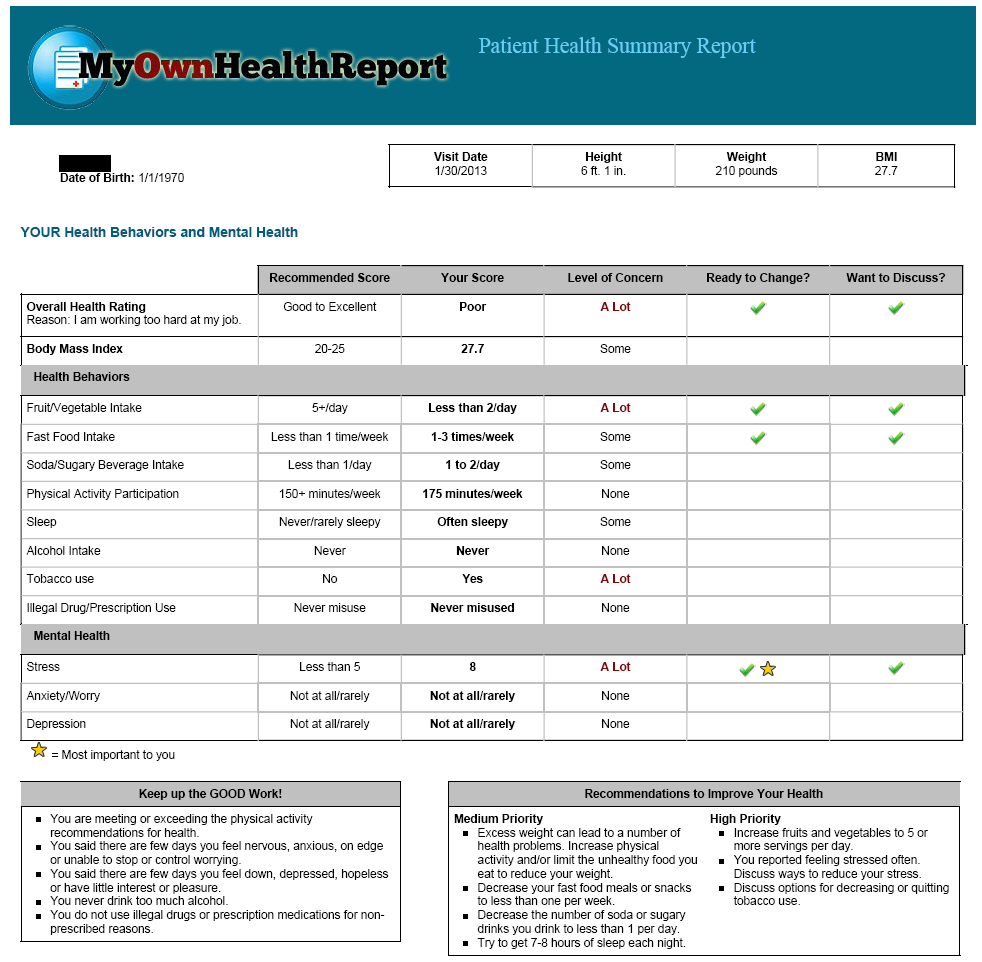 MyOwnHealthReport
Patient Health Summary Report
Date of Birth: 1/1/1970
Visit Date Height Weight BMI
1/30/2013 6 ft. 1 in. 210 pounds 27.7
YOUR Health Behaviors and Mental Health
Recommended Score Your Score Level of Concern Ready to Change? Want to Discuss?
Overall Health Rating Good to Excellent Poor A Lot
Reason: I am working too hard at my job.
Body Mass Index 20-25 27.7 Some
Health Behaviors
Fruit/Vegetable Intake 5+/day Less than 2/day A Lot
Fast Food Intake Less than 1 time/week 1-3 times/week Some
Soda/Sugary Beverage Intake Less than 1/day 1 to 2/day Some
Physical Activity Participation 150+ minutes/week 175 minutes/week None
Sleep Never/rarely sleepy Often sleepy Some
Alcohol Intake Never Never None
Tobacco use No Yes A Lot
Illegal Drug/Prescription Use Never misuse Never misused None
Mental Health
Stress Less than 5 8 A Lot
Anxiety/Worry Not at all/rarely Not at all/rarely None
Depression Not at all/rarely Not at all/rarely None
= Most important to you
Keep up the GOOD Work!
You are meeting or exceeding the physical activity
recommendations for health.
You said there are few days you feel nervous, anxious, on edge
or unable to stop or control worrying.
You said there are few days you feel down, depressed, hopeless
or have little interest or pleasure.
You never drink too much alcohol.
You do not use illegal drugs or prescription medications for non-
prescribed reasons.
Recommendations to Improve Your Health
Medium Priority
Excess weight can lead to a number of
health problems. Increase physical
activity and/or limit the unhealthy food you
eat to reduce your weight.
Decrease your fast food meals or snacks
to less than one per week.
Decrease the number of soda or sugary
drinks you drink to less than 1 per day.
Try to get 7-8 hours of sleep each night.
High Priority
Increase fruits and vegetables to 5 or
more servings per day.
You reported feeling stressed often.
Discuss ways to reduce your stress.
Discuss options for decreasing or quitting
tobacco use.